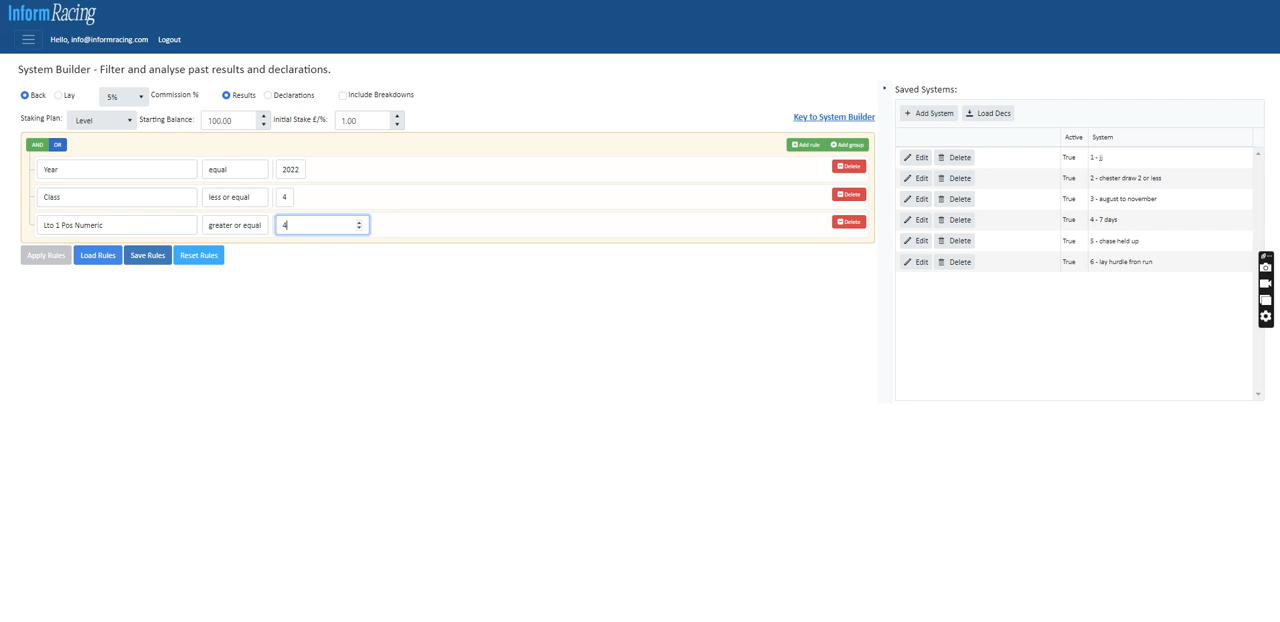 InformRacing
Hello, info@informracing.com Logout
System Builder - Filter and analyse past results and declarations.
Back Lay 5% Commission % Results Declarations Include Breakdowns
Staking Plan: Level Starting Balance: 100.00 Initial Stake £/%: 1.00 Key to System Builder
AND OR Add rule Add group
Year equal 2022 Delete
Class less or equal 4 Delete
Lto 1 Pos Numeric greater or equal 4 Delete
Apply Rules Load Rules Save Rules Reset Rules
Saved Systems:
+ Add System Load Decs
Active System
Edit Delete True 1 - jj
Edit Delete True 2 - chester draw 2 or less
Edit Delete True 3 - august to november
Edit Delete True 4 - 7 days
Edit Delete True 5 - chase held up
Edit Delete True 6 - lay hurdle fron run